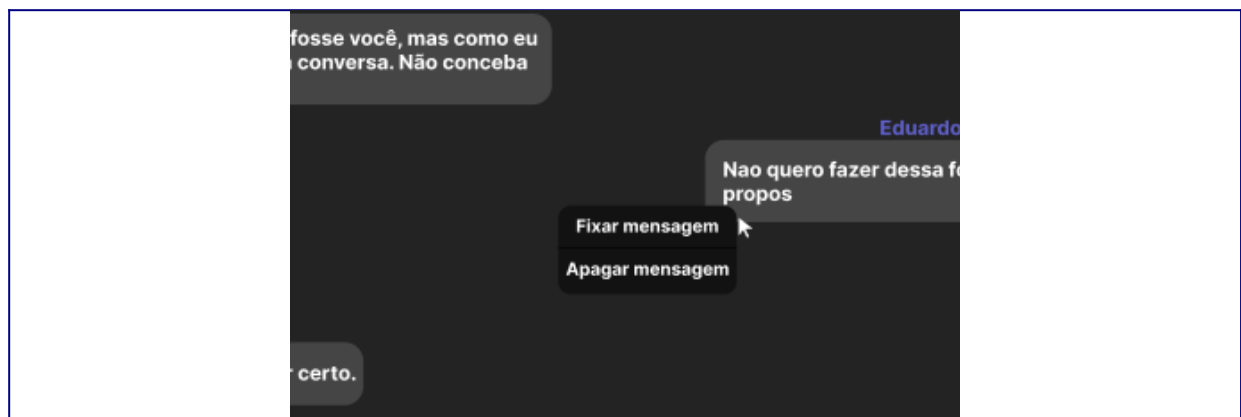 fosse você, mas como eu
conversa. Não conceba
Eduardo
Nao quero fazer dessa
propos
Fixar mensagem
Apagar mensagem
certo.